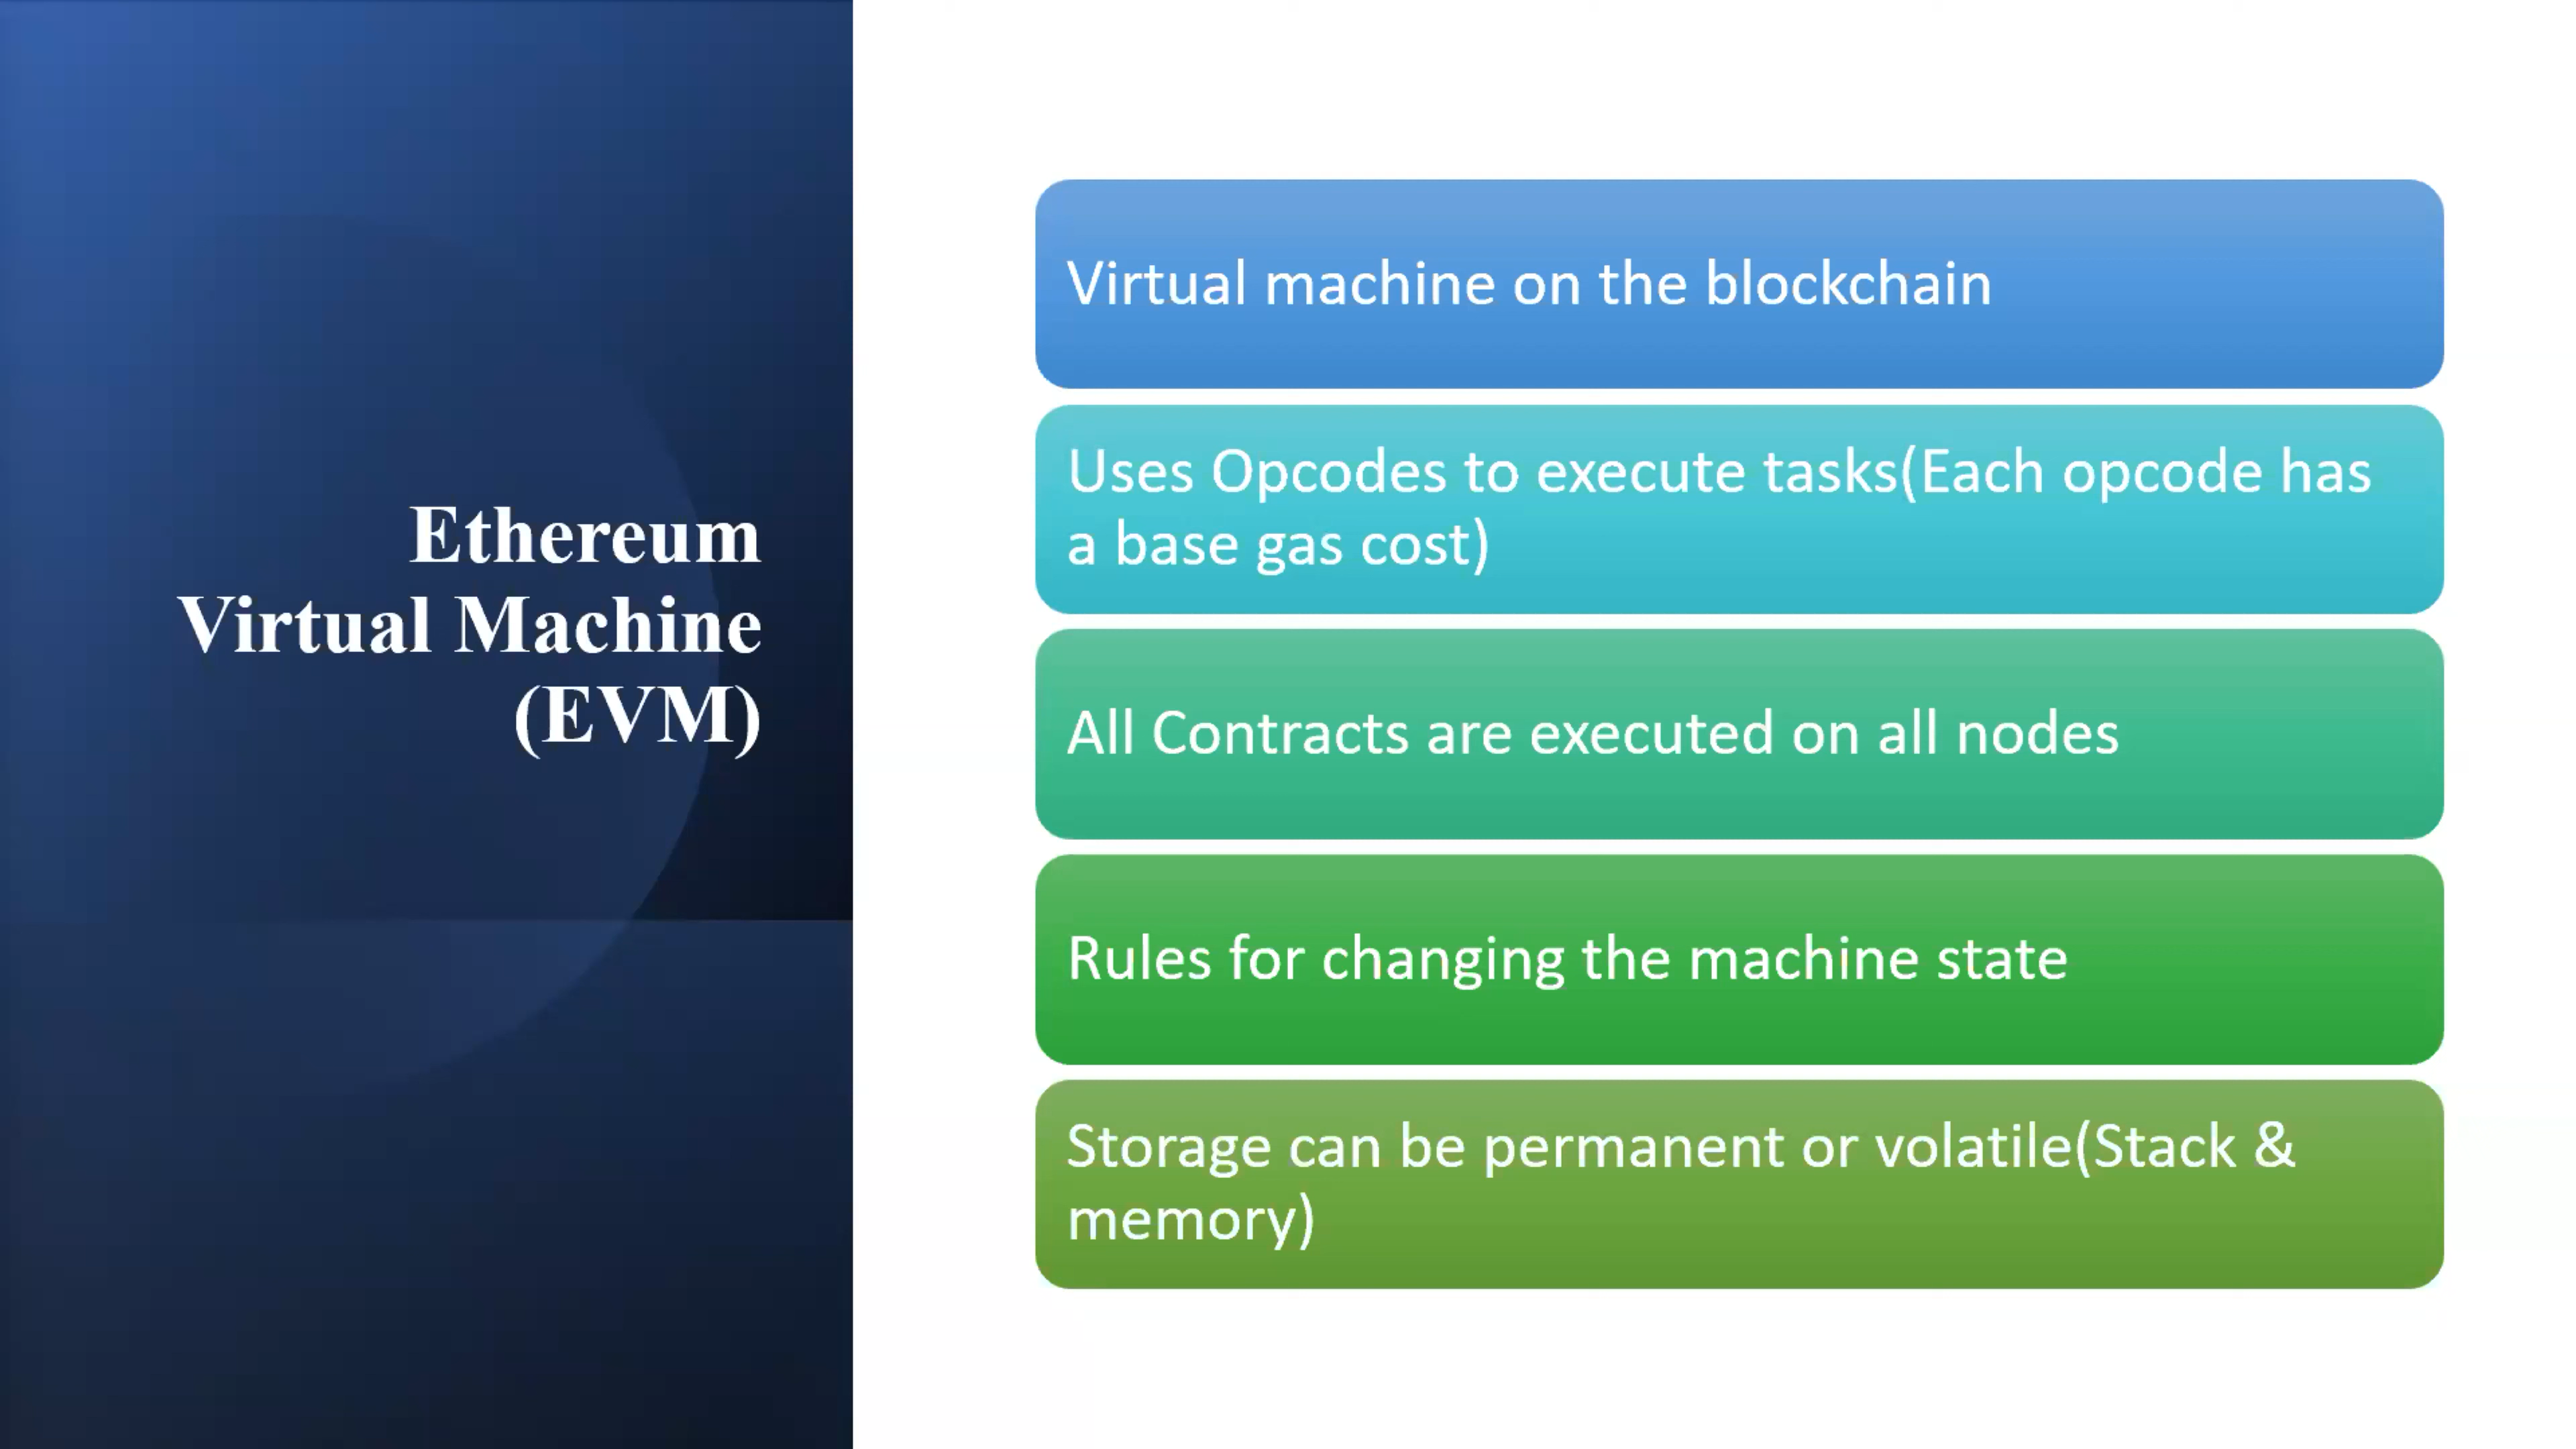 Ethereum
Virtual Machine
(EVM)
Virtual machine on the blockchain
Uses Opcodes to execute tasks(Each opcode has
a base gas cost)
All Contracts are executed on all nodes
Rules for changing the machine state
Storage can be permanent or volatile(Stack &
memory)